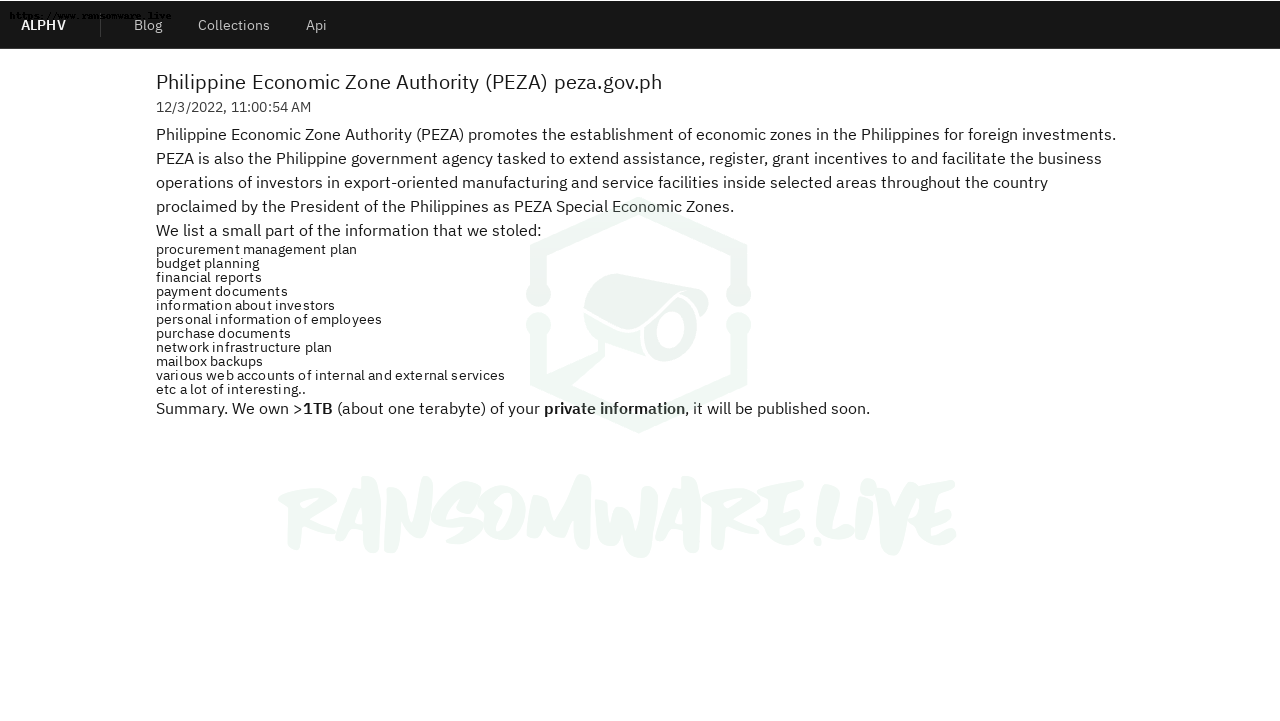 https://www.ransomware.live
ALPHV Blog Collections Api
Philippine Economic Zone Authority (PEZA) peza.gov.ph
12/3/2022, 11:00:54 AM
Philippine Economic Zone Authority (PEZA) promotes the establishment of economic zones in the Philippines for foreign investments.
PEZA is also the Philippine government agency tasked to extend assistance, register, grant incentives to and facilitate the business
operations of investors in export-oriented manufacturing and service facilities inside selected areas throughout the country
proclaimed by the President of the Philippines as PEZA Special Economic Zones.
We list a small part of the information that we stoled:
procurement management plan
budget planning
financial reports
payment documents
information about investors
personal information of employees
purchase documents
network infrastructure plan
mailbox backups
various web accounts of internal and external services
etc a lot of interesting..
Summary. We own >1TB (about one terabyte) of your private information, it will be published soon.
RANSOMWARE.LIVE